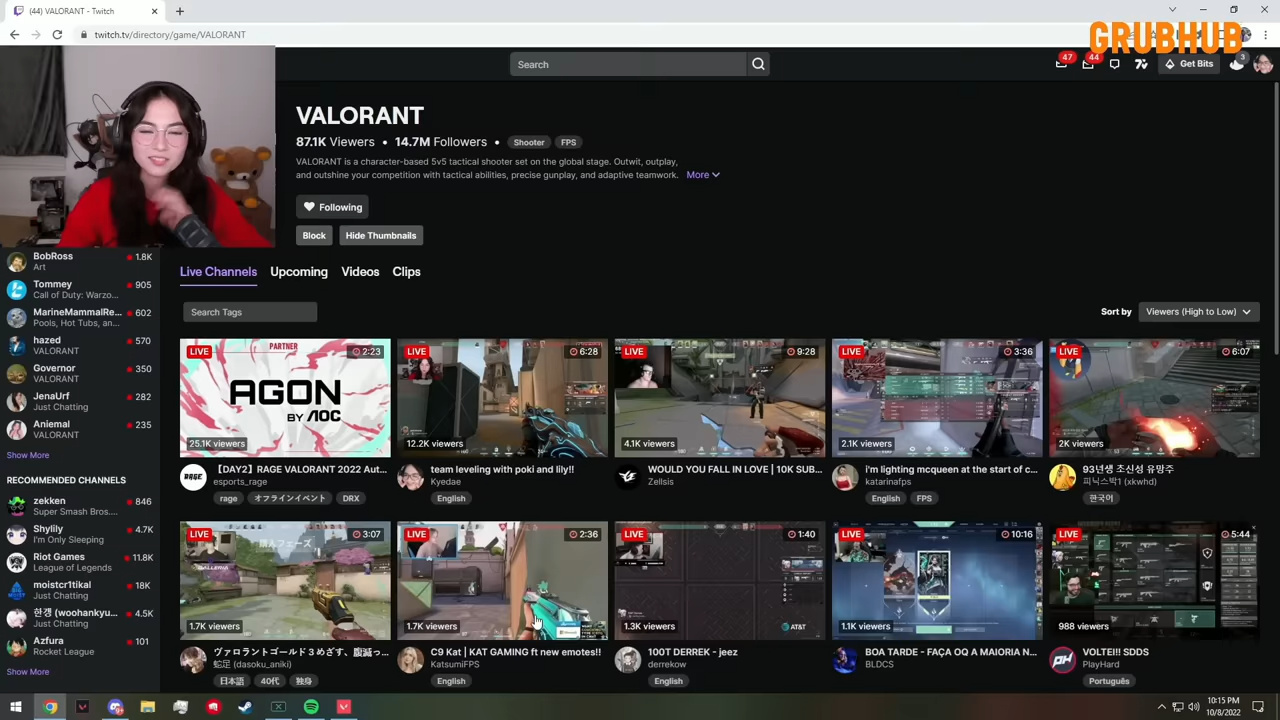 (44) VALORANT - Twitch
twitch.tv/directory/game/VALORANT
GRUBHUB
Search
47
44
Get Bits
3
VALORANT
87.1K Viewers • 14.7M Followers • Shooter FPS
VALORANT is a character-based 5v5 tactical shooter set on the global stage. Outwit, outplay,
and outshine your competition with tactical abilities, precise gunplay, and adaptive teamwork. More
Following
Block Hide Thumbnails
BobRoss 1.8K
Art
Tommey 905
Call of Duty: Warzo...
MarineMammalRe... 602
Pools, Hot Tubs, an...
hazed 570
VALORANT
Governor 350
VALORANT
JenaUrf 282
Just Chatting
Aniemal 235
VALORANT
Show More
RECOMMENDED CHANNELS
zekken 846
Super Smash Bros....
Shylily 4.7K
I'm Only Sleeping
Riot Games 11.8K
League of Legends
moistcr1tikal 18K
Just Chatting
한갱 (woohankyu... 4.5K
Just Chatting
Azfura 101
Rocket League
Show More
Live Channels Upcoming Videos Clips
Search Tags
Sort by Viewers (High to Low)
LIVE 2:23
PARTNER
AGON
BY AOC
25.1K viewers
【DAY2】RAGE VALORANT 2022 Aut...
esports_rage
rage オフラインイベント DRX
LIVE 6:28
12.2K viewers
team leveling with poki and lily!!
Kyedae
English
LIVE 9:28
4.1K viewers
WOULD YOU FALL IN LOVE | 10K SUB...
Zellsis
LIVE 3:36
2.1K viewers
i'm lighting mcqueen at the start of c...
katarinafps
English FPS
LIVE 6:07
2K viewers
93년생 초신성 유망주
피닉스박1 (xkwhd)
한국어
LIVE 3:07
GALLERIA
1.7K viewers
ヴァロラントゴールド３めざす、腹滅っ...
蛇足 (dasoku_aniki)
日本語 40代 独身
LIVE 2:36
1.7K viewers
C9 Kat | KAT GAMING ft new emotes!!
KatsumiFPS
English
LIVE 1:40
AT&T
1.3K viewers
100T DERREK - jeez
derrekow
English
LIVE 10:16
1.1K viewers
BOA TARDE - FAÇA OQ A MAIORIA N...
BLDCS
LIVE 5:44
988 viewers
VOLTEI!! SDDS
PlayHard
Português
10:15 PM
10/8/2022